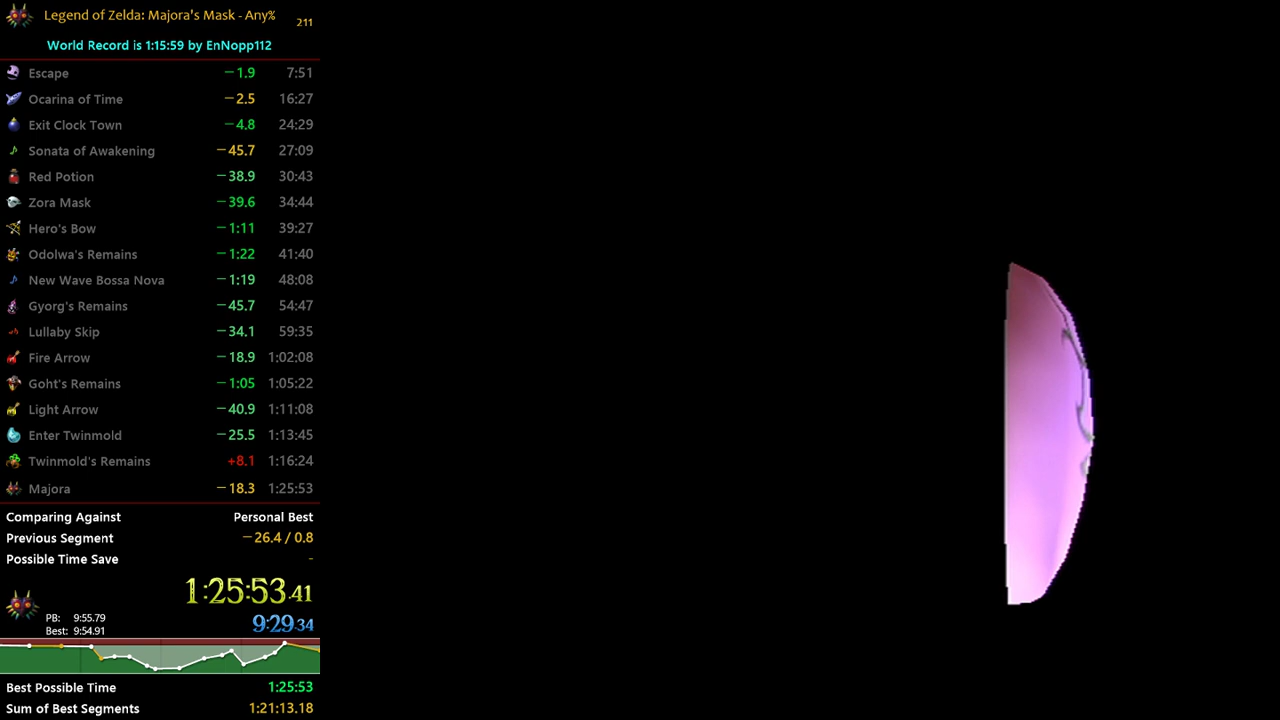 Legend of Zelda: Majora's Mask - Any%
211
World Record is 1:15:59 by EnNopp112
Escape −1.9 7:51
Ocarina of Time −2.5 16:27
Exit Clock Town −4.8 24:29
Sonata of Awakening −45.7 27:09
Red Potion −38.9 30:43
Zora Mask −39.6 34:44
Hero's Bow −1:11 39:27
Odolwa's Remains −1:22 41:40
New Wave Bossa Nova −1:19 48:08
Gyorg's Remains −45.7 54:47
Lullaby Skip −34.1 59:35
Fire Arrow −18.9 1:02:08
Goht's Remains −1:05 1:05:22
Light Arrow −40.9 1:11:08
Enter Twinmold −25.5 1:13:45
Twinmold's Remains +8.1 1:16:24
Majora −18.3 1:25:53
Comparing Against Personal Best
Previous Segment −26.4 / 0.8
Possible Time Save -
1:25:53.41
PB: 9:55.79
9:29.34
Best: 9:54.91
Best Possible Time 1:25:53
Sum of Best Segments 1:21:13.18